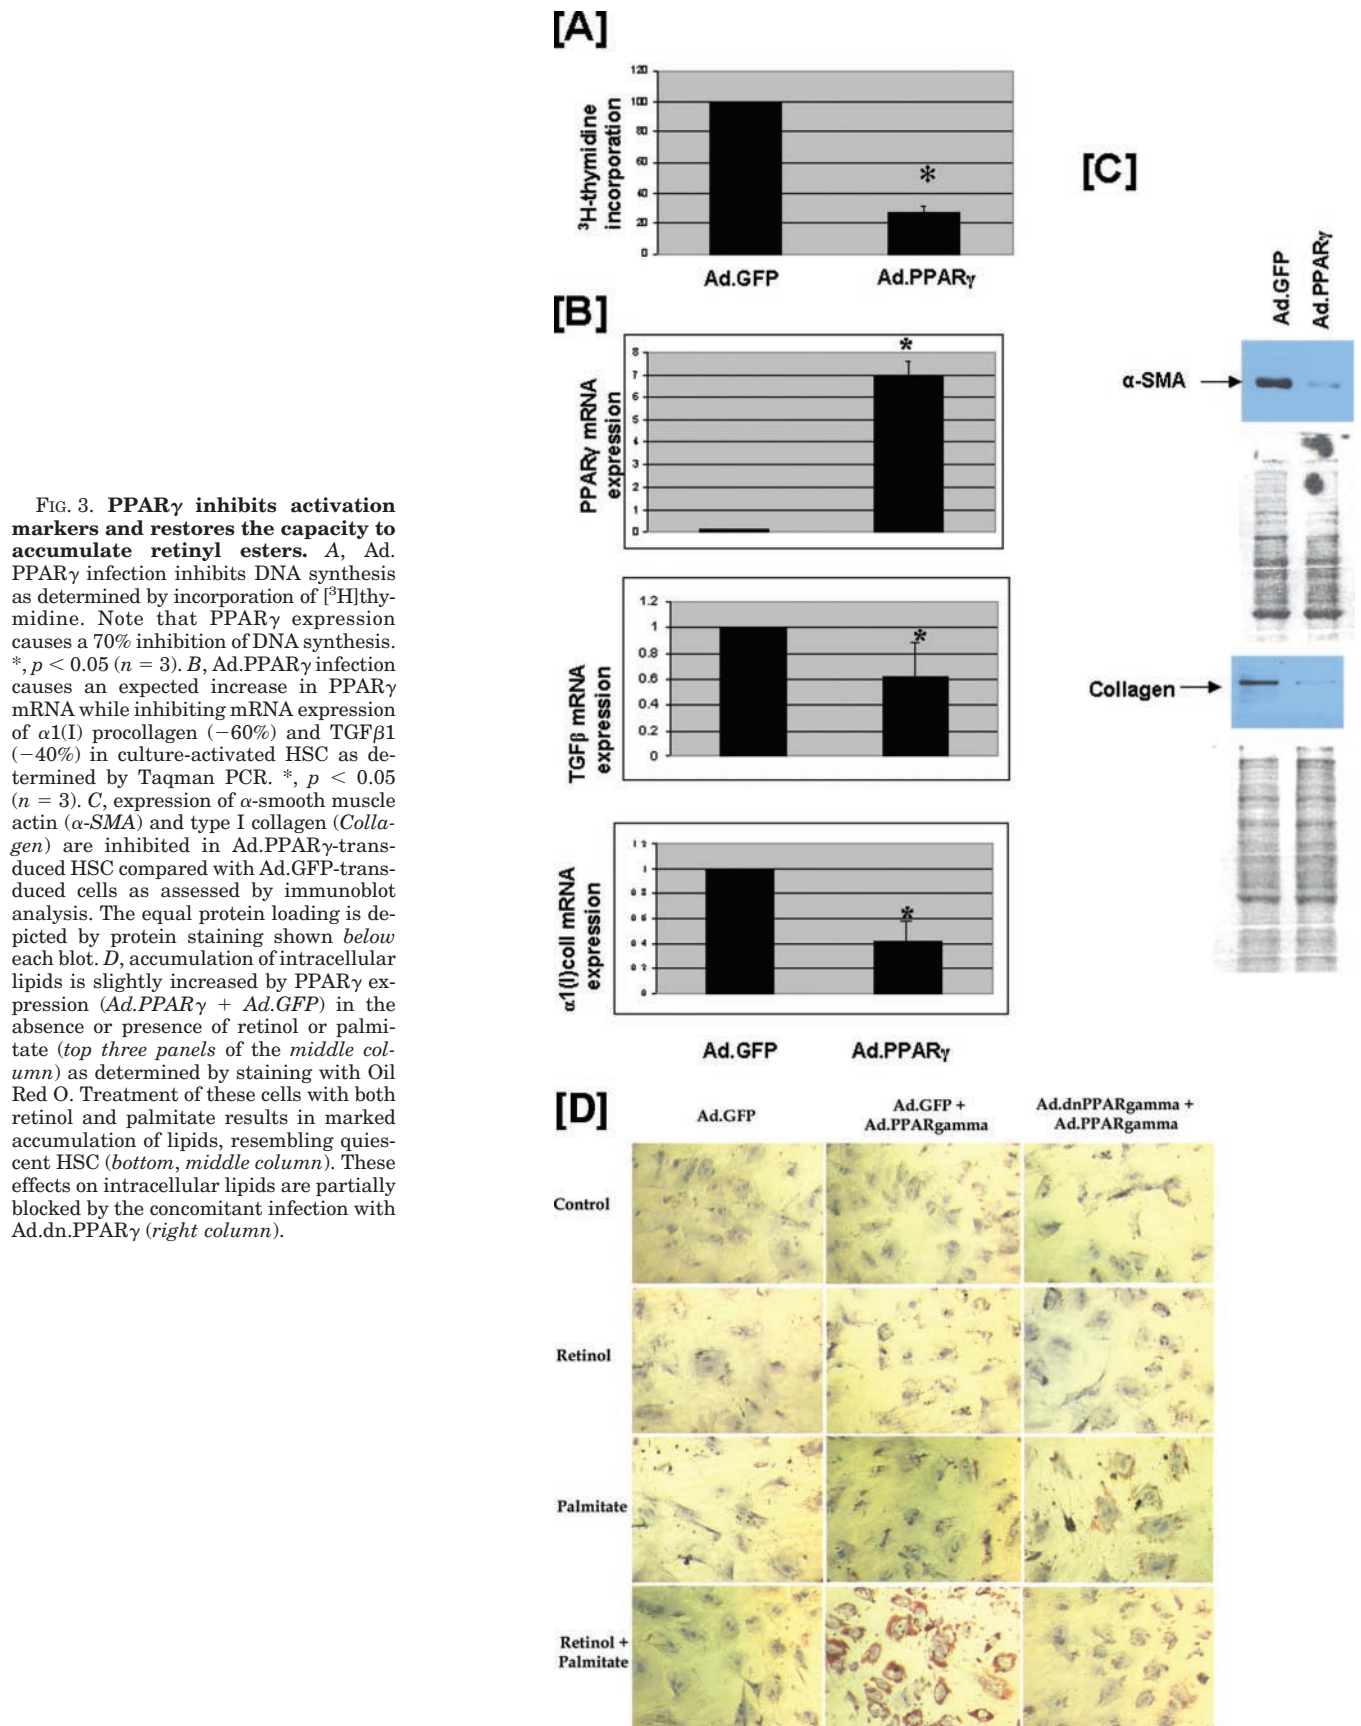 FIG. 3. PPARγ inhibits activation
markers and restores the capacity to
accumulate retinyl esters. A, Ad.
PPARγ infection inhibits DNA synthesis
as determined by incorporation of [³H]thy-
midine. Note that PPARγ expression
causes a 70% inhibition of DNA synthesis.
*, p < 0.05 (n = 3). B, Ad.PPARγ infection
causes an expected increase in PPARγ
mRNA while inhibiting mRNA expression
of α1(I) procollagen (−60%) and TGFβ1
(−40%) in culture-activated HSC as de-
termined by Taqman PCR. *, p < 0.05
(n = 3). C, expression of α-smooth muscle
actin (α-SMA) and type I collagen (Colla-
gen) are inhibited in Ad.PPARγ-trans-
duced HSC compared with Ad.GFP-trans-
duced cells as assessed by immunoblot
analysis. The equal protein loading is de-
picted by protein staining shown below
each blot. D, accumulation of intracellular
lipids is slightly increased by PPARγ ex-
pression (Ad.PPARγ + Ad.GFP) in the
absence or presence of retinol or palmi-
tate (top three panels of the middle col-
umn) as determined by staining with Oil
Red O. Treatment of these cells with both
retinol and palmitate results in marked
accumulation of lipids, resembling quies-
cent HSC (bottom, middle column). These
effects on intracellular lipids are partially
blocked by the concomitant infection with
Ad.dn.PPARγ (right column).
[A]
³H-thymidine
incorporation
120
100
80
60
40
20
0
*
Ad.GFP Ad.PPARγ
[B]
PPARγ mRNA
expression
8
7
6
5
4
3
2
1
0
*
TGFβ mRNA
expression
1.2
1
0.8
0.6
0.4
0.2
0
*
α1(I)coll mRNA
expression
1.2
1
0.8
0.6
0.4
0.2
0
*
Ad.GFP Ad.PPARγ
[C]
Ad.GFP
Ad.PPARγ
α-SMA
Collagen
[D]
Ad.GFP
Ad.GFP +
Ad.PPARgamma
Ad.dnPPARgamma +
Ad.PPARgamma
Control
Retinol
Palmitate
Retinol +
Palmitate